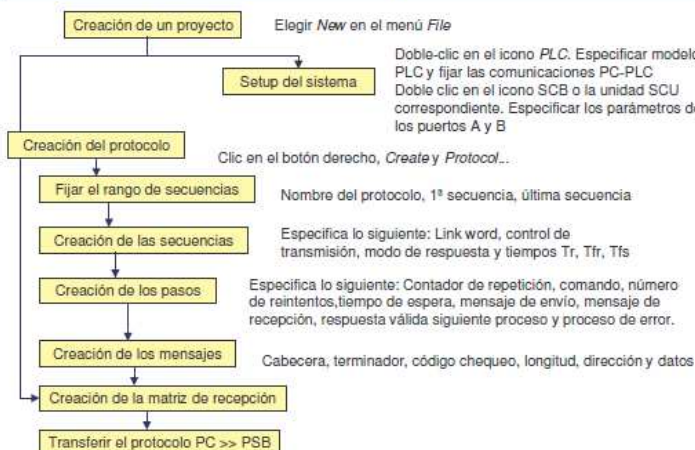 Creación de un proyecto
Elegir New en el menú File
Setup del sistema
Doble-clic en el icono PLC. Especificar modelo
PLC y fijar las comunicaciones PC-PLC
Doble clic en el icono SCB o la unidad SCU
correspondiente. Especificar los parámetros de
los puertos A y B
Creación del protocolo
Clic en el botón derecho, Create y Protocol...
Fijar el rango de secuencias
Nombre del protocolo, 1ª secuencia, última secuencia
Creación de las secuencias
Especifica lo siguiente: Link word, control de
transmisión, modo de respuesta y tiempos Tr, Tfr, Tfs
Creación de los pasos
Especifica lo siguiente: Contador de repetición, comando, número
de reintentos,tiempo de espera, mensaje de envío, mensaje de
recepción, respuesta válida siguiente proceso y proceso de error.
Creación de los mensajes
Cabecera, terminador, código chequeo, longitud, dirección y datos
Creación de la matriz de recepción
Transferir el protocolo PC >> PSB